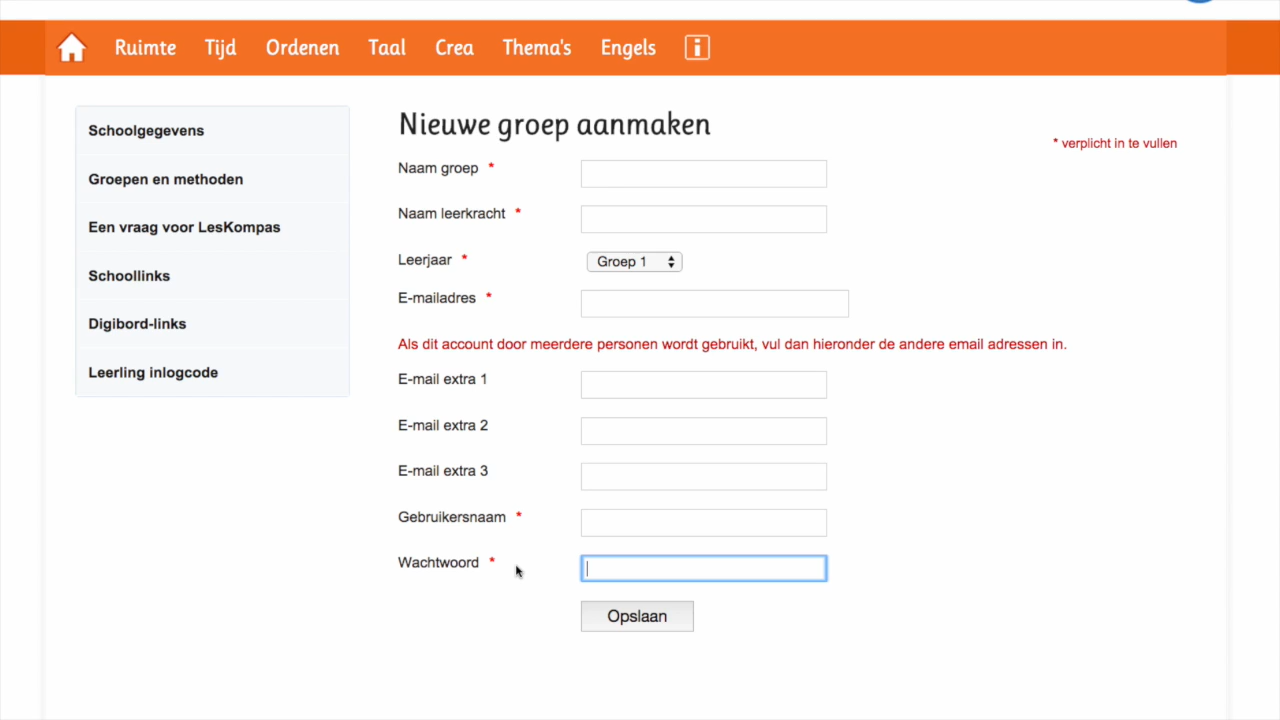 Ruimte Tijd Ordenen Taal Crea Thema's Engels i
Schoolgegevens
Groepen en methoden
Een vraag voor LesKompas
Schoollinks
Digibord-links
Leerling inlogcode
Nieuwe groep aanmaken
* verplicht in te vullen
Naam groep *
Naam leerkracht *
Leerjaar * Groep 1
E-mailadres *
Als dit account door meerdere personen wordt gebruikt, vul dan hieronder de andere email adressen in.
E-mail extra 1
E-mail extra 2
E-mail extra 3
Gebruikersnaam *
Wachtwoord *
Opslaan